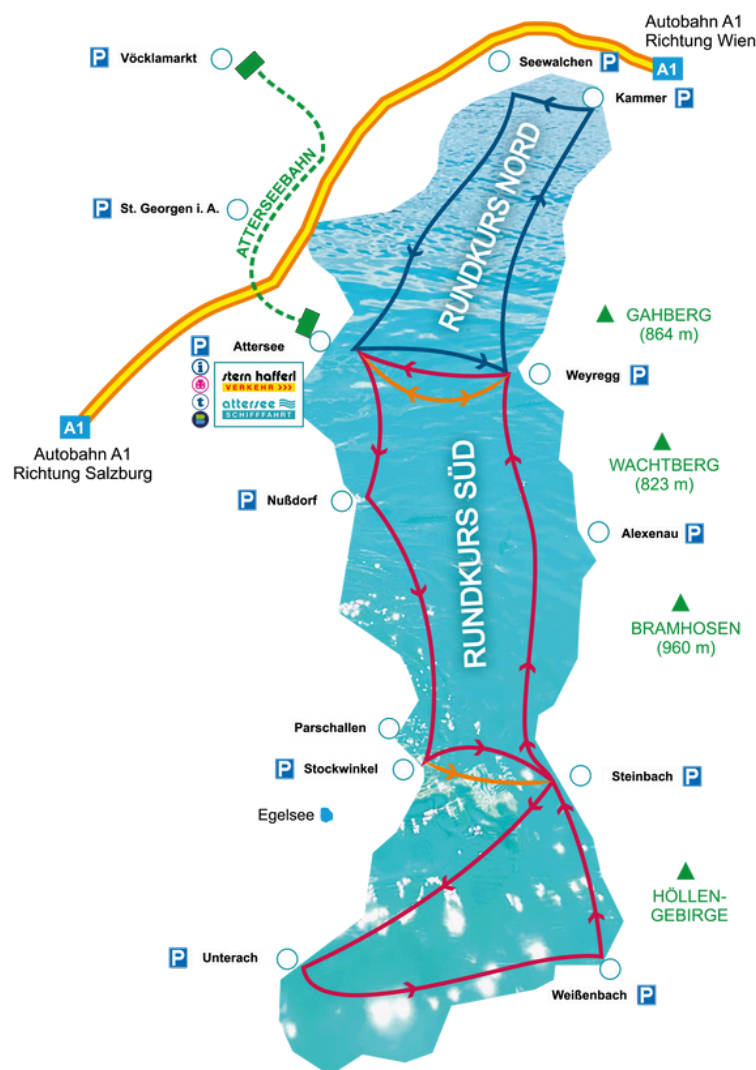 Autobahn A1
Richtung Wien
A1
P Vöcklamarkt
Seewalchen P
Kammer P
P St. Georgen i. A.
ATTERSEEBAHN
RUNDKURS NORD
GAHBERG
(864 m)
P Attersee
i
t
stern hafferl
VERKEHR >>>
attersee
SCHIFFFAHRT
Weyregg P
A1
Autobahn A1
Richtung Salzburg
WACHTBERG
(823 m)
P Nußdorf
RUNDKURS SÜD
Alexenau P
BRAMHOSEN
(960 m)
Parschallen
P Stockwinkel
Steinbach P
Egelsee
HÖLLEN-
GEBIRGE
P Unterach
Weißenbach P